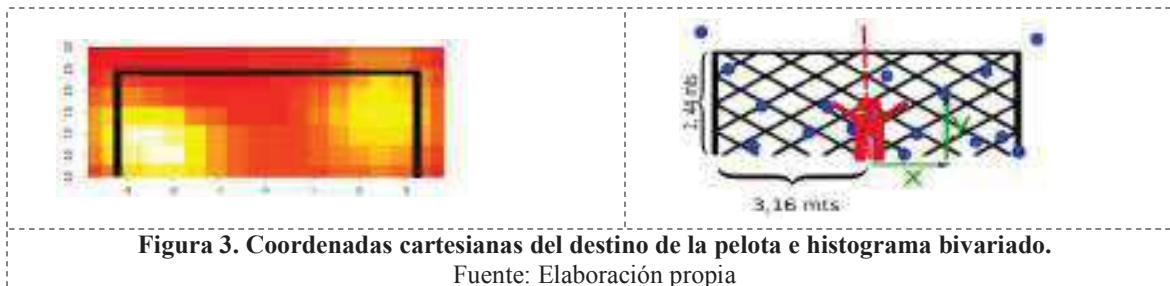 2,44 mts
Y
X
3,16 mts
Figura 3. Coordenadas cartesianas del destino de la pelota e histograma bivariado.
Fuente: Elaboración propia